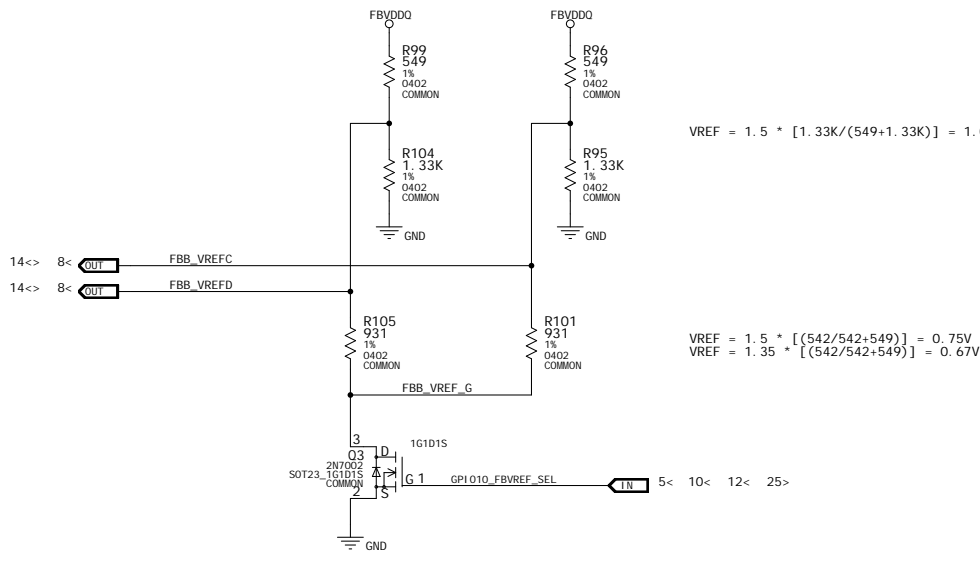 FBVDDQ
FBVDDQ
R99
549
1%
0402
COMMON
R96
549
1%
0402
COMMON
VREF = 1.5 * [1.33K/(549+1.33K)] = 1.
R104
1.33K
1%
0402
COMMON
R95
1.33K
1%
0402
COMMON
GND
GND
14<> 8< OUT FBB_VREFC
14<> 8< OUT FBB_VREFD
R105
931
1%
0402
COMMON
R101
931
1%
0402
COMMON
VREF = 1.5 * [(542/542+549)] = 0.75V
VREF = 1.35 * [(542/542+549)] = 0.67V
FBB_VREF_G
3
D
1G1D1S
Q3
2N7002
SOT23_1G1D1S
COMMON
G 1 GPIO10_FBVREF_SEL IN 5< 10< 12< 25>
2
S
GND